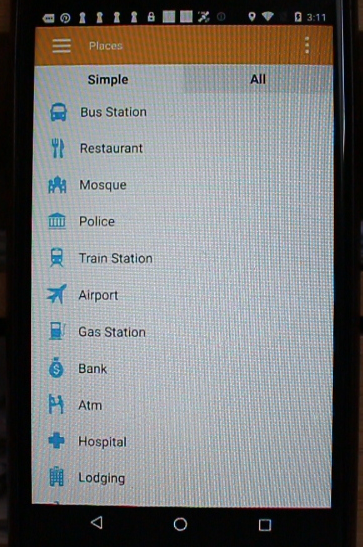 3:11
Places
Simple All
Bus Station
Restaurant
Mosque
Police
Train Station
Airport
Gas Station
Bank
Atm
Hospital
Lodging